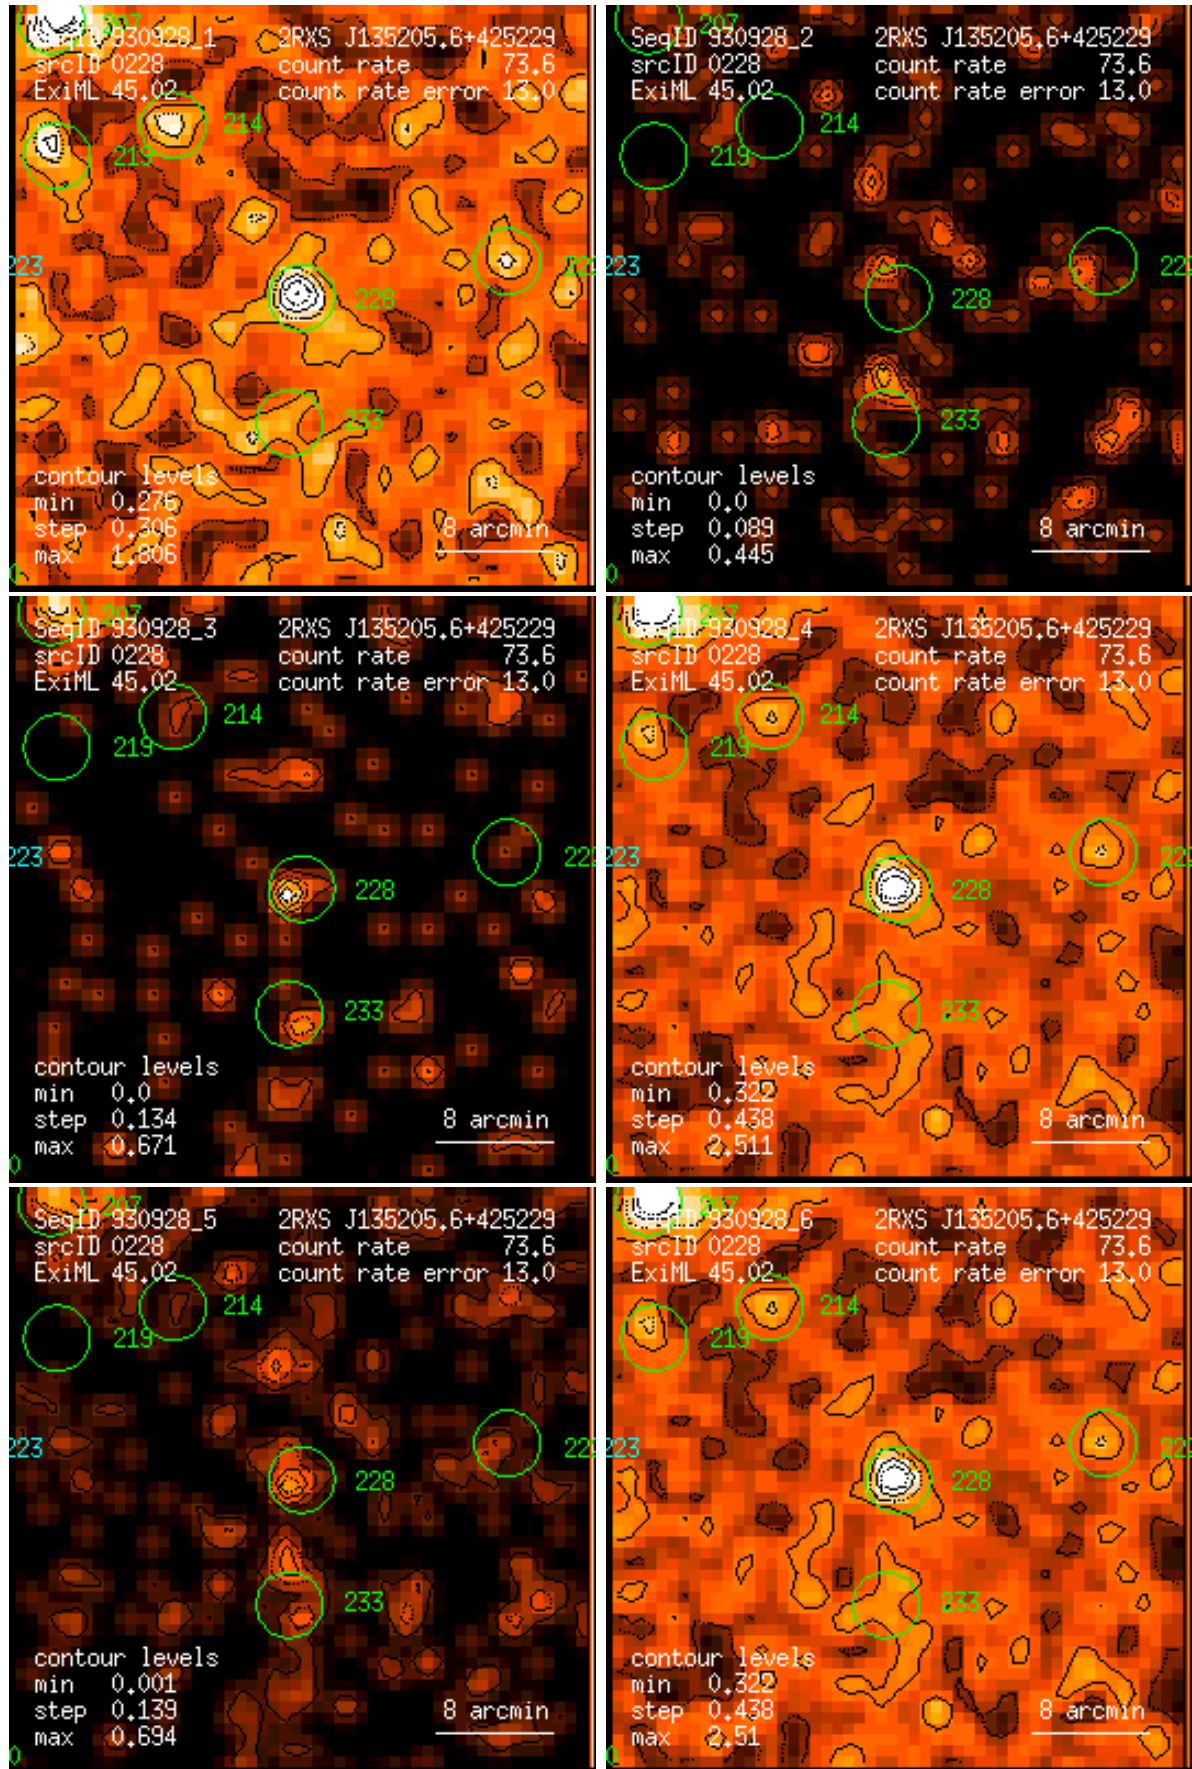 207
SeqID 930928_1 2RXS J135205.6+425229
srcID 0228 count rate 73.6
ExiML 45.02 count rate error 13.0
214
219
223
222
228
233
contour levels
min 0.276
step 0.306
max 1.806
8 arcmin
0
207
SeqID 930928_2 2RXS J135205.6+425229
srcID 0228 count rate 73.6
ExiML 45.02 count rate error 13.0
214
219
223
22
228
233
contour levels
min 0.0
step 0.089
max 0.445
8 arcmin
0
207
SeqID 930928_3 2RXS J135205.6+425229
srcID 0228 count rate 73.6
ExiML 45.02 count rate error 13.0
214
219
223
222
228
233
contour levels
min 0.0
step 0.134
max 0.671
8 arcmin
0
207
SeqID 930928_4 2RXS J135205.6+425229
srcID 0228 count rate 73.6
ExiML 45.02 count rate error 13.0
214
219
223
22
228
233
contour levels
min 0.322
step 0.438
max 2.511
8 arcmin
0
207
SeqID 930928_5 2RXS J135205.6+425229
srcID 0228 count rate 73.6
ExiML 45.02 count rate error 13.0
214
219
223
222
228
233
contour levels
min 0.001
step 0.139
max 0.694
8 arcmin
0
207
SeqID 930928_6 2RXS J135205.6+425229
srcID 0228 count rate 73.6
ExiML 45.02 count rate error 13.0
214
219
223
22
228
233
contour levels
min 0.322
step 0.438
max 2.51
8 arcmin
0